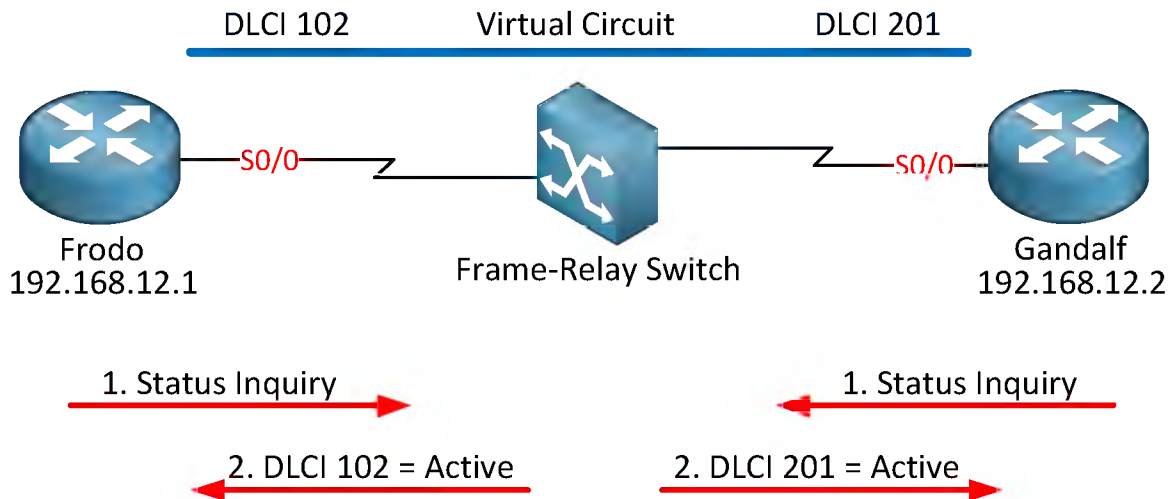 DLCI 102 Virtual Circuit DLCI 201
S0/0 S0/0
Frodo
192.168.12.1
Frame-Relay Switch
Gandalf
192.168.12.2
1. Status Inquiry 1. Status Inquiry
2. DLCI 102 = Active 2. DLCI 201 = Active